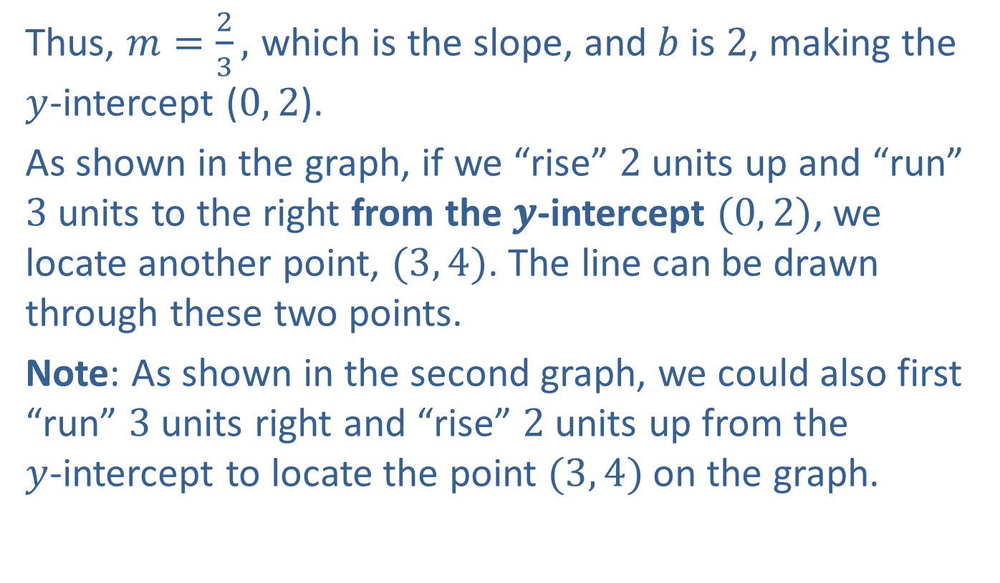 Thus, m = 2/3, which is the slope, and b is 2, making the
y-intercept (0, 2).
As shown in the graph, if we “rise” 2 units up and “run”
3 units to the right from the y-intercept (0, 2), we
locate another point, (3, 4). The line can be drawn
through these two points.
Note: As shown in the second graph, we could also first
“run” 3 units right and “rise” 2 units up from the
y-intercept to locate the point (3, 4) on the graph.